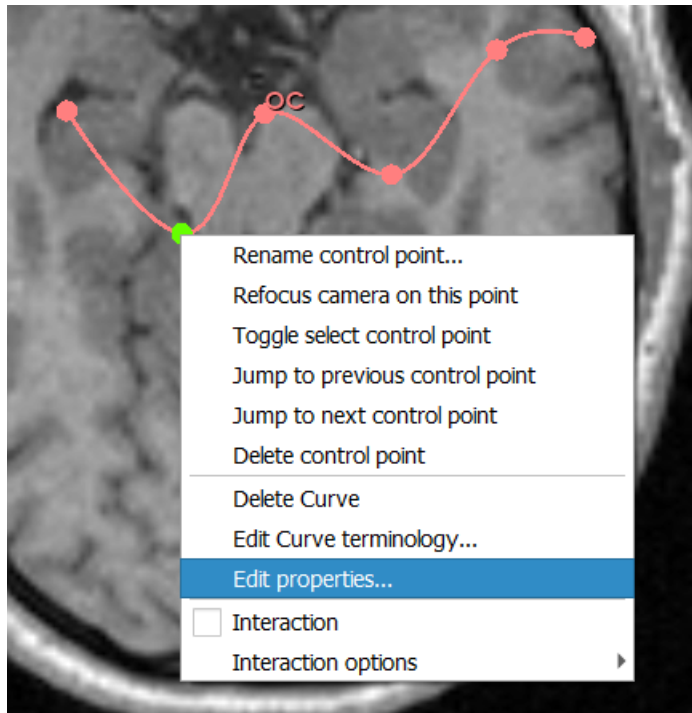 OC
Rename control point...
Refocus camera on this point
Toggle select control point
Jump to previous control point
Jump to next control point
Delete control point
Delete Curve
Edit Curve terminology...
Edit properties...
Interaction
Interaction options